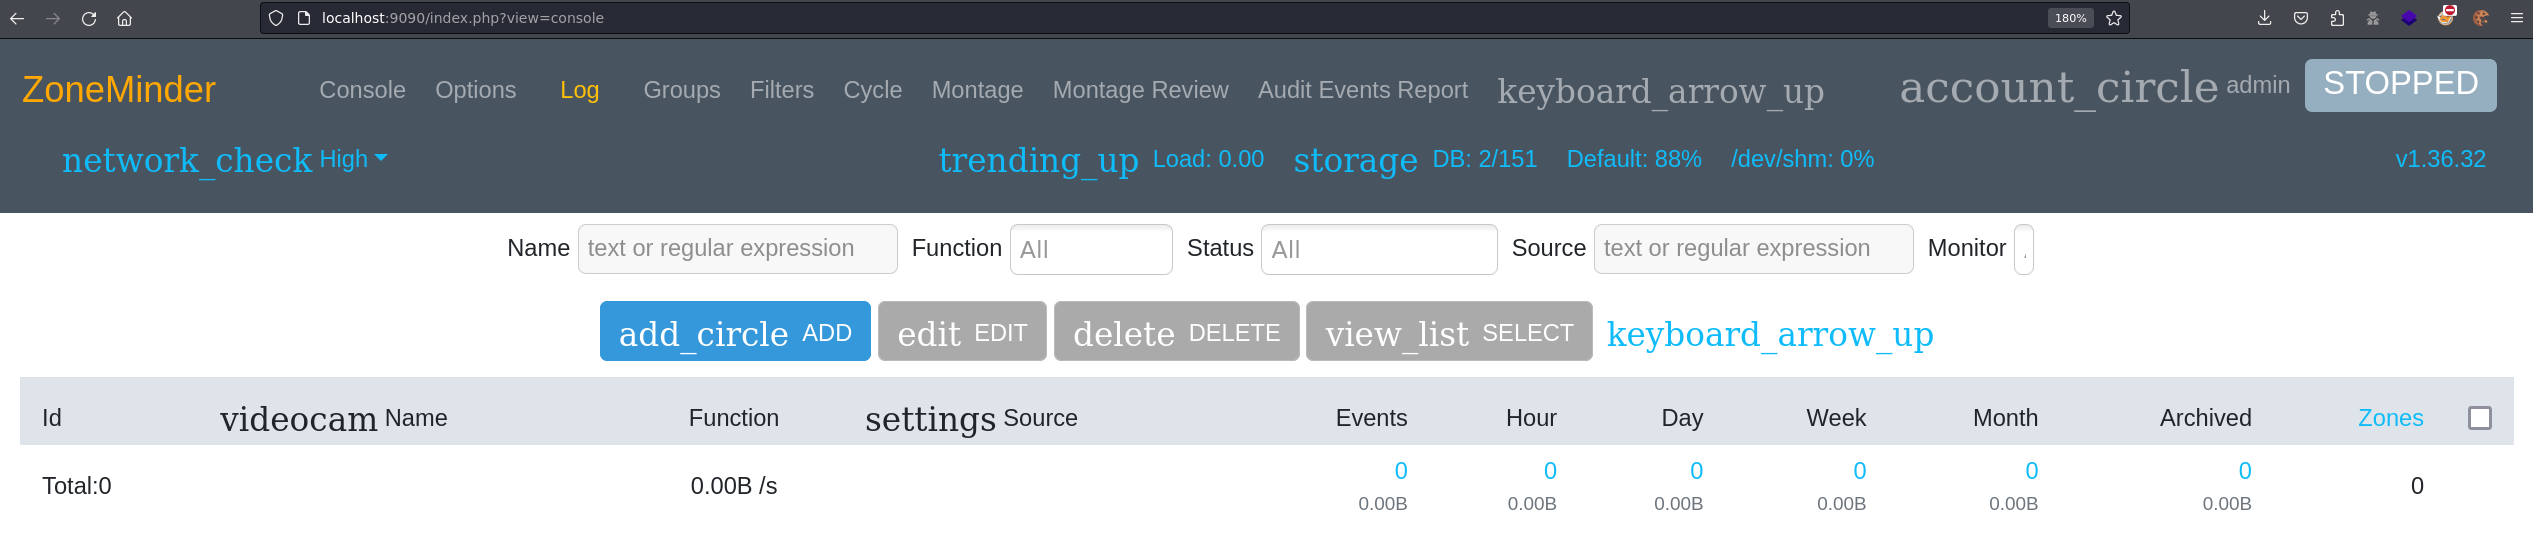 localhost:9090/index.php?view=console 180%
ZoneMinder Console Options Log Groups Filters Cycle Montage Montage Review Audit Events Report keyboard_arrow_up account_circle admin STOPPED
network_check High trending_up Load: 0.00 storage DB: 2/151 Default: 88% /dev/shm: 0% v1.36.32
Name text or regular expression Function All Status All Source text or regular expression Monitor
add_circle ADD edit EDIT delete DELETE view_list SELECT keyboard_arrow_up
Id videocam Name Function settings Source Events Hour Day Week Month Archived Zones
Total:0 0.00B /s 0 0 0 0 0 0 0
0.00B 0.00B 0.00B 0.00B 0.00B 0.00B